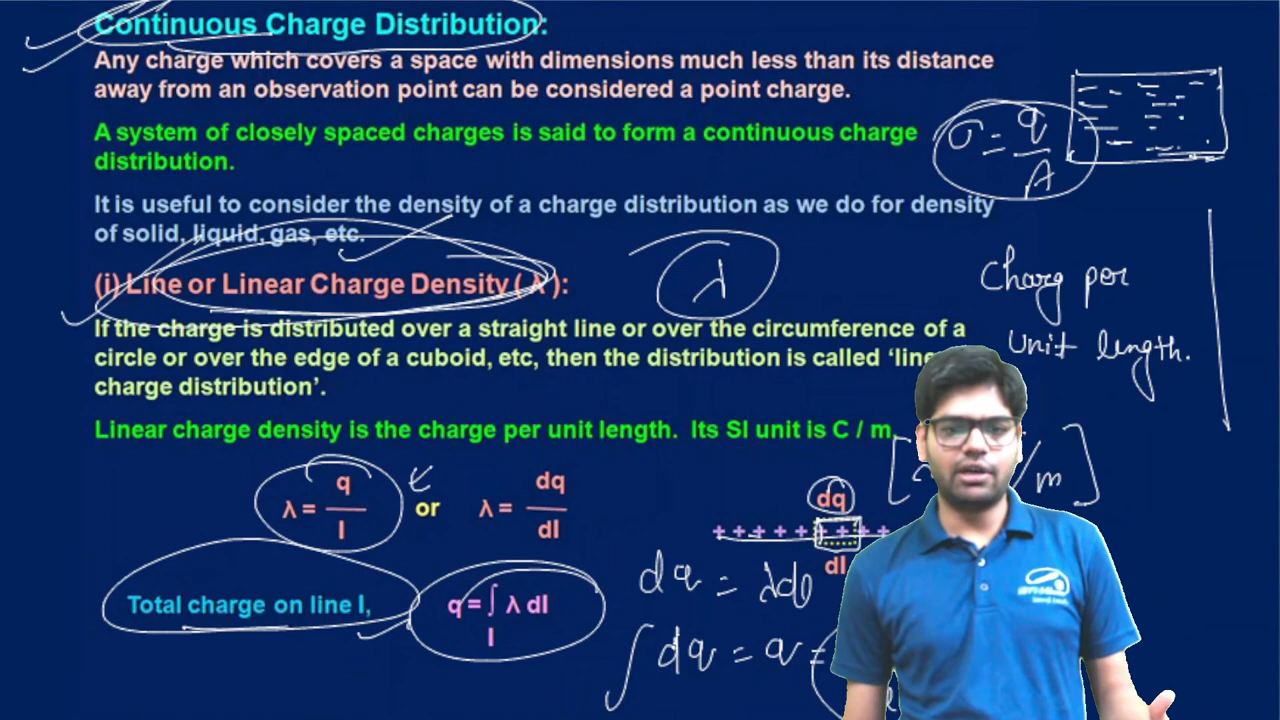 Continuous Charge Distribution:
Any charge which covers a space with dimensions much less than its distance
away from an observation point can be considered a point charge.
A system of closely spaced charges is said to form a continuous charge
distribution.
σ = q
A
It is useful to consider the density of a charge distribution as we do for density
of solid, liquid, gas, etc.
(i) Line or Linear Charge Density ( λ ):
λ
Charg per
unit length.
If the charge is distributed over a straight line or over the circumference of a
circle or over the edge of a cuboid, etc, then the distribution is called
charge distribution’.
Linear charge density is the charge per unit length. Its SI unit is C / m.
λ = q
l
or
λ = dq
dl
dq
/m]
+ + + + + + + + +
dl
dq = λdl
Total charge on line l,
q = ∫ λ dl
l
∫ dq = q =